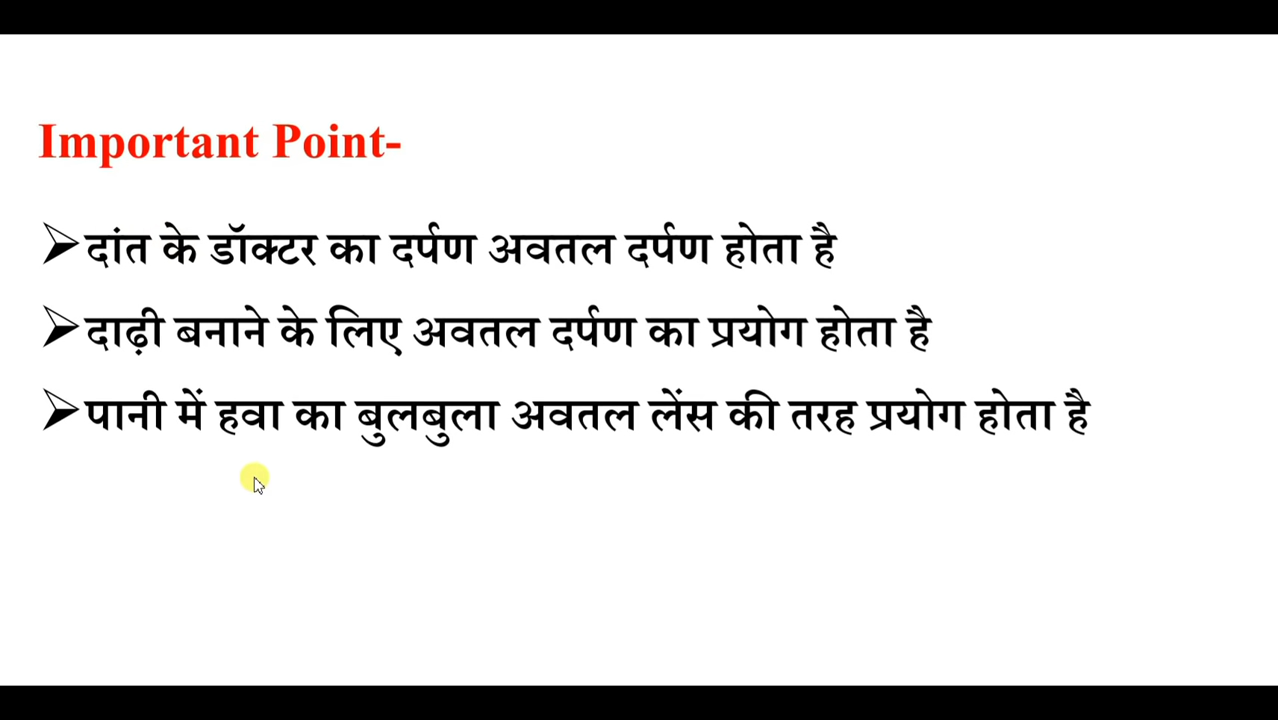 Important Point-
➢दांत के डॉक्टर का दर्पण अवतल दर्पण होता है
➢दाढ़ी बनाने के लिए अवतल दर्पण का प्रयोग होता है
➢पानी में हवा का बुलबुला अवतल लेंस की तरह प्रयोग होता है